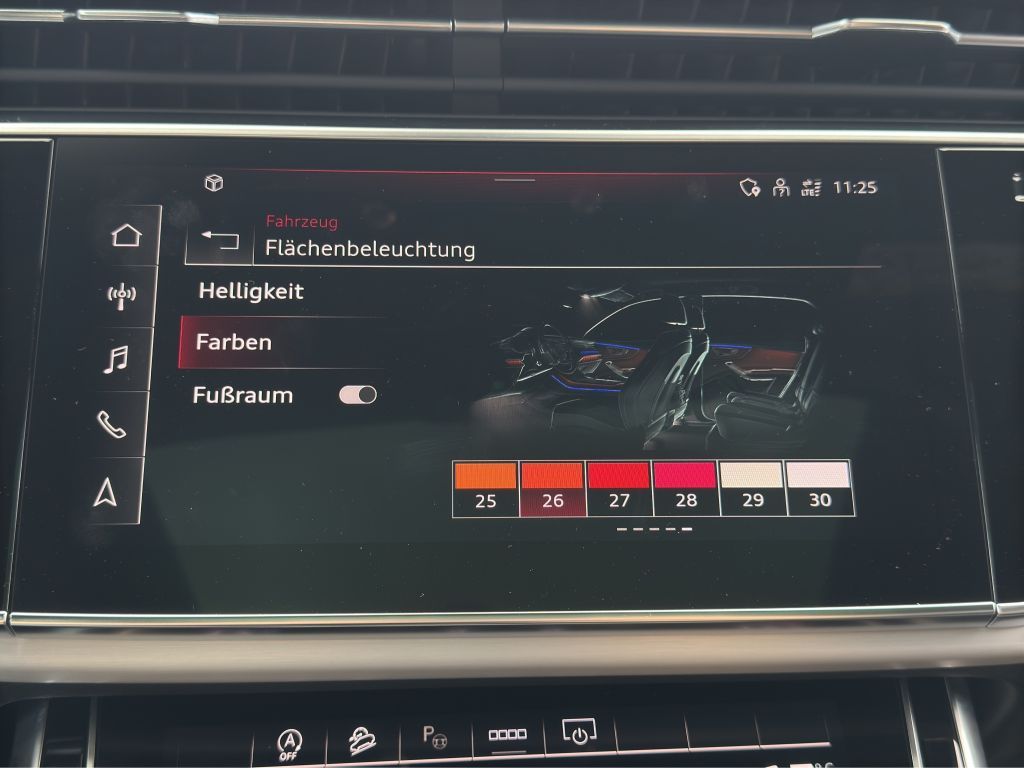 LTE 11:25
Fahrzeug
Flächenbeleuchtung
Helligkeit
Farben
Fußraum
25 26 27 28 29 30
A
OFF
P